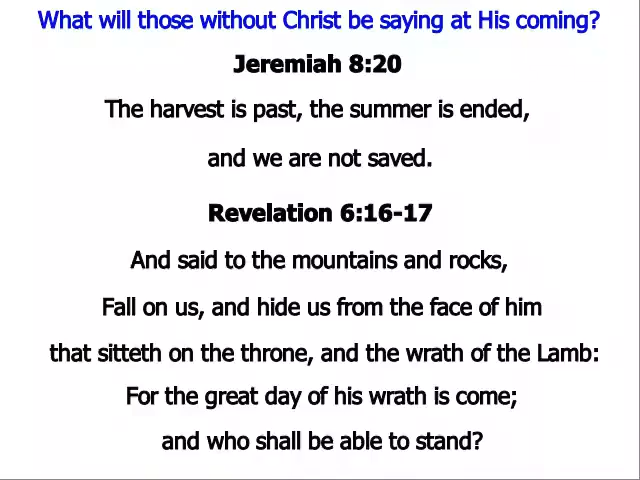 What will those without Christ be saying at His coming?
Jeremiah 8:20
The harvest is past, the summer is ended,
and we are not saved.
Revelation 6:16-17
And said to the mountains and rocks,
Fall on us, and hide us from the face of him
that sitteth on the throne, and the wrath of the Lamb:
For the great day of his wrath is come;
and who shall be able to stand?